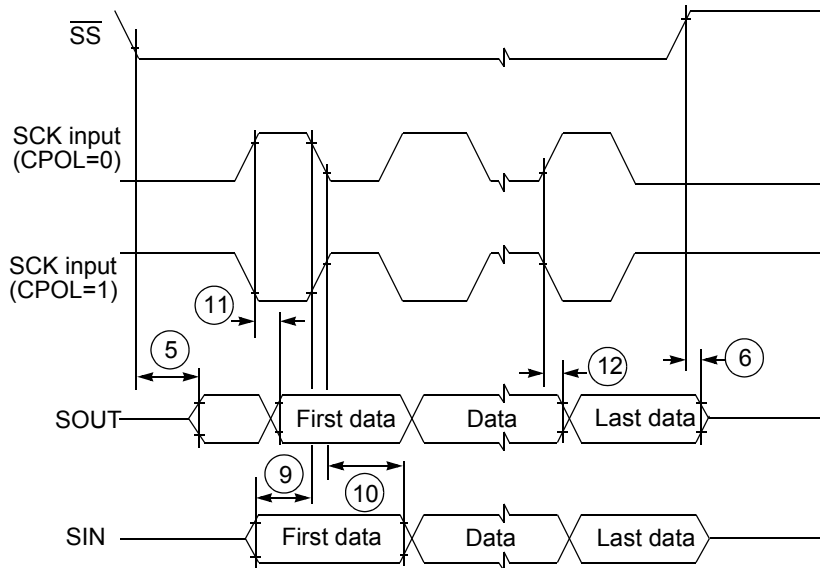 SS
SCK input
(CPOL=0)
SCK input
(CPOL=1)
11
5
12
6
SOUT
First data
Data
Last data
9
10
SIN
First data
Data
Last data